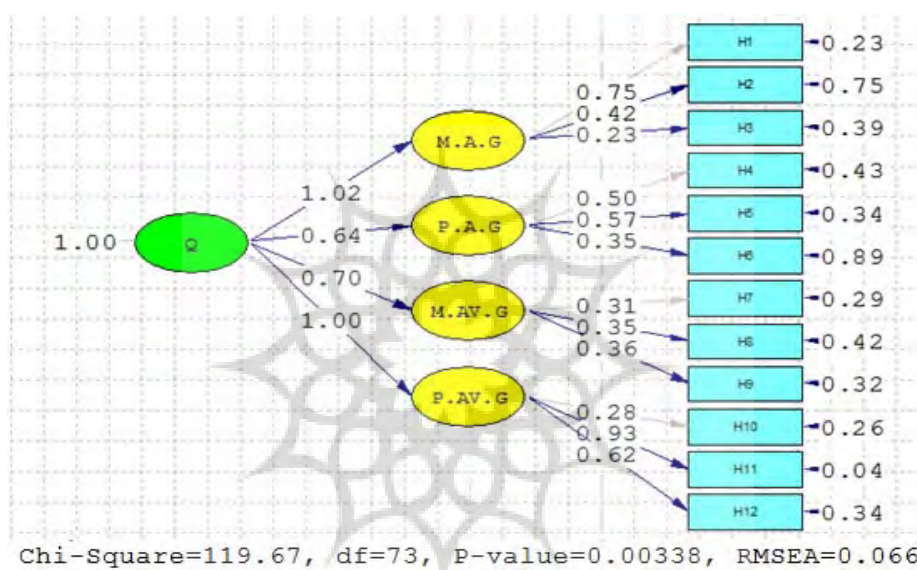 H1 0.23
0.75 H2 0.75
0.42
M.A.G 0.23 H3 0.39
H4 0.43
1.02 0.50
1.00 Q 0.64 P.A.G 0.57 H5 0.34
0.35 H6 0.89
0.70
0.31 H7 0.29
M.AV.G 0.35 H8 0.42
1.00 0.36
H9 0.32
P.AV.G 0.28 H10 0.26
0.93
0.62 H11 0.04
H12 0.34
Chi-Square=119.67, df=73, P-value=0.00338, RMSEA=0.066